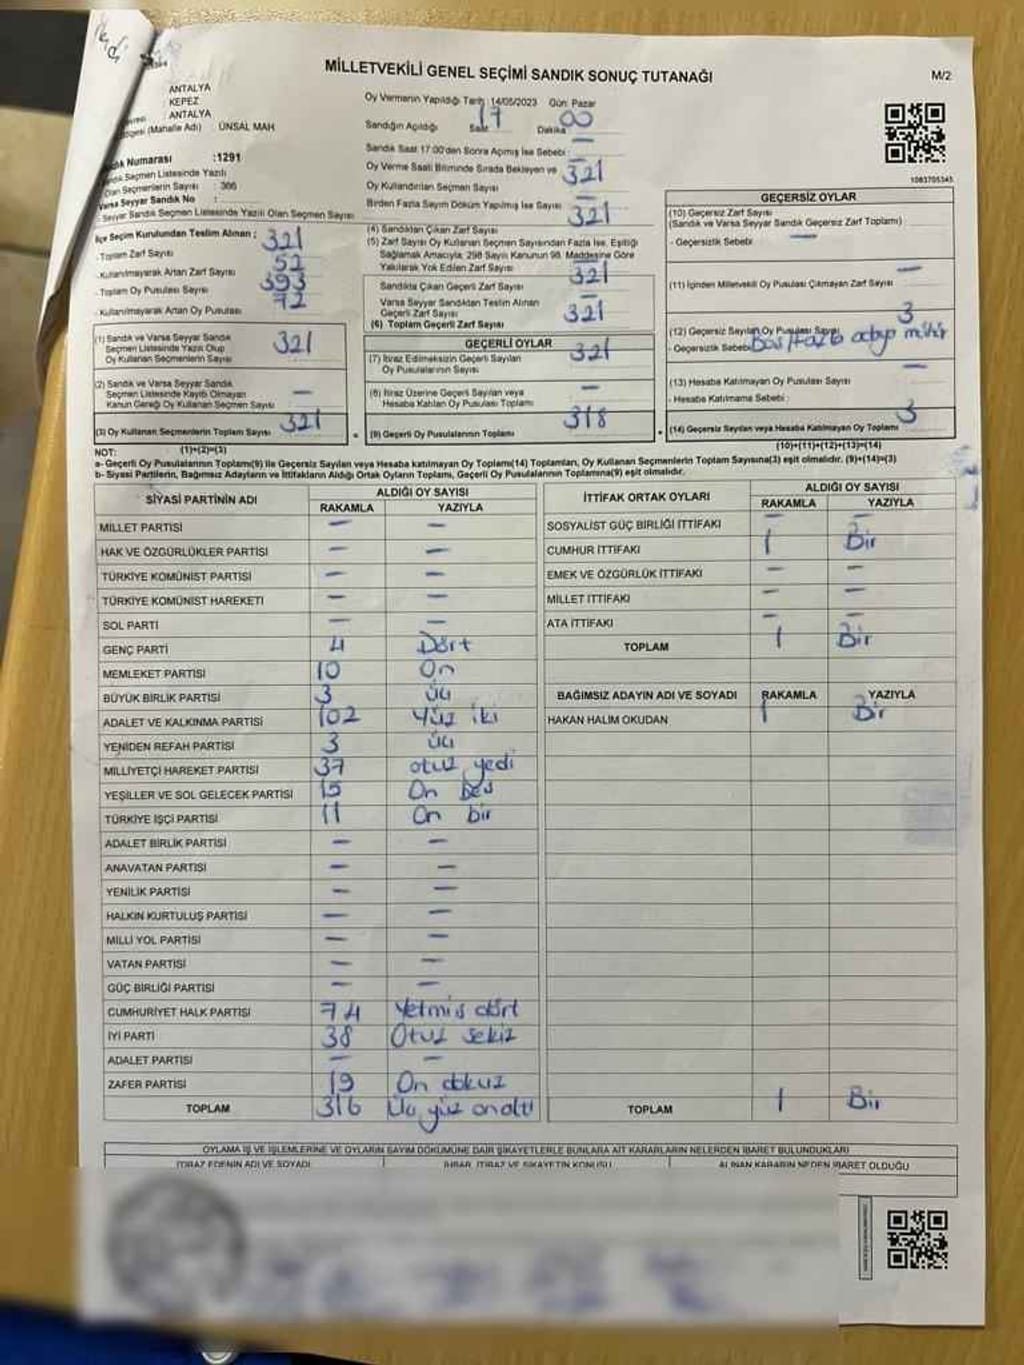 MİLLETVEKİLİ GENEL SEÇİMİ SANDIK SONUÇ TUTANAĞI
M/2
ANTALYA
KEPEZ
ANTALYA
(Mahalle Adı) : ÜNSAL MAH
Numarası :1291
Seçmen Listesinde Yazılı
Olan Seçmenlerin Sayısı : 366
Varsa Seyyar Sandık No :
Seyyar Sandık Seçmen Listesinde Yazılı Olan Seçmen Sayısı
Oy Vermenin Yapıldığı Tarih: 14/05/2023 Gün: Pazar
Sandığın Açıldığı Saat 17 Dakika 00
Sandık Saat 17:00'den Sonra Açılmış İse Sebebi : —
Oy Verme Saati Bitiminde Sırada Bekleyen ve
Oy Kullandırılan Seçmen Sayısı 321
Birden Fazla Sayım Döküm Yapılmış İse Sayısı —
1083705345
İlçe Seçim Kurulundan Teslim Alınan :
- Toplam Zarf Sayısı 321
- Kullanılmayarak Artan Zarf Sayısı 52
- Toplam Oy Pusulası Sayısı 393
- Kullanılmayarak Artan Oy Pusulası 72
(4) Sandıktan Çıkan Zarf Sayısı 321
(5) Zarf Sayısı Oy Kullanan Seçmen Sayısından Fazla İse, Eşitliği
Sağlamak Amacıyla; 298 Sayılı Kanunun 98. Maddesine Göre
Yakılarak Yok Edilen Zarf Sayısı —
Sandıkta Çıkan Geçerli Zarf Sayısı 321
Varsa Seyyar Sandıktan Teslim Alınan
Geçerli Zarf Sayısı —
(6) Toplam Geçerli Zarf Sayısı 321
GEÇERSİZ OYLAR
(10) Geçersiz Zarf Sayısı
(Sandık ve Varsa Seyyar Sandık Geçersiz Zarf Toplamı) —
- Geçersizlik Sebebi
(11) İçinden Milletvekili Oy Pusulası Çıkmayan Zarf Sayısı —
(12) Geçersiz Sayılan Oy Pusulası Sayısı 3
- Geçersizlik Sebebi Boş/fazla
(13) Hesaba Katılmayan Oy Pusulası Sayısı —
- Hesaba Katılmama Sebebi :
(14) Geçersiz Sayılan veya Hesaba Katılmayan Oy Toplamı 3
(10)+(11)+(12)+(13)=(14)
(1) Sandık ve Varsa Seyyar Sandık
Seçmen Listesinde Yazılı Olup
Oy Kullanan Seçmenlerin Sayısı 321
(2) Sandık ve Varsa Seyyar Sandık
Seçmen Listesinde Kayıtlı Olmayan
Kanun Gereği Oy Kullanan Seçmen Sayısı —
(3) Oy Kullanan Seçmenlerin Toplam Sayısı 321
(1)+(2)=(3)
GEÇERLİ OYLAR
(7) İtiraz Edilmeksizin Geçerli Sayılan
Oy Pusulalarının Sayısı 321
(8) İtiraz Üzerine Geçerli Sayılan veya
Hesaba Katılan Oy Pusulası Toplamı —
(9) Geçerli Oy Pusulalarının Toplamı 318
NOT:
a- Geçerli Oy Pusulalarının Toplamı(9) ile Geçersiz Sayılan veya Hesaba katılmayan Oy Toplamı(14) Toplamları, Oy Kullanan Seçmenlerin Toplam Sayısına(3) eşit olmalıdır. (9)+(14)=(3)
b- Siyasi Partilerin, Bağımsız Adayların ve İttifakların Aldığı Ortak Oyların Toplamı, Geçerli Oy Pusulalarının Toplamına(9) eşit olmalıdır.
SİYASİ PARTİNİN ADI ALDIĞI OY SAYISI
RAKAMLA YAZIYLA
MİLLET PARTİSİ — —
HAK VE ÖZGÜRLÜKLER PARTİSİ — —
TÜRKİYE KOMÜNİST PARTİSİ — —
TÜRKİYE KOMÜNİST HAREKETİ — —
SOL PARTİ — —
GENÇ PARTİ 4 Dört
MEMLEKET PARTİSİ 10 On
BÜYÜK BİRLİK PARTİSİ 3 Üç
ADALET VE KALKINMA PARTİSİ 102 Yüz iki
YENİDEN REFAH PARTİSİ 3 Üç
MİLLİYETÇİ HAREKET PARTİSİ 37 otuz yedi
YEŞİLLER VE SOL GELECEK PARTİSİ 15 On beş
TÜRKİYE İŞÇİ PARTİSİ 11 On bir
ADALET BİRLİK PARTİSİ — —
ANAVATAN PARTİSİ — —
YENİLİK PARTİSİ — —
HALKIN KURTULUŞ PARTİSİ — —
MİLLİ YOL PARTİSİ — —
VATAN PARTİSİ — —
GÜÇ BİRLİĞİ PARTİSİ — —
CUMHURİYET HALK PARTİSİ 74 Yetmiş dört
İYİ PARTİ 38 Otuz sekiz
ADALET PARTİSİ — —
ZAFER PARTİSİ 19 On dokuz
TOPLAM 316 Üç yüz onaltı
İTTİFAK ORTAK OYLARI ALDIĞI OY SAYISI
RAKAMLA YAZIYLA
SOSYALİST GÜÇ BİRLİĞİ İTTİFAKI — —
CUMHUR İTTİFAKI 1 Bir
EMEK VE ÖZGÜRLÜK İTTİFAKI — —
MİLLET İTTİFAKI — —
ATA İTTİFAKI — —
TOPLAM 1 Bir
BAĞIMSIZ ADAYIN ADI VE SOYADI RAKAMLA YAZIYLA
HAKAN HALİM OKUDAN 1 Bir
TOPLAM 1 Bir
OYLAMA İŞ VE İŞLEMLERİNE VE OYLARIN SAYIM DÖKÜMÜNE DAİR ŞİKAYETLERLE BUNLARA AİT KARARLARIN NELERDEN İBARET BULUNDUKLARI
İTİRAZ EDENİN ADI VE SOYADI İHBAR, İTİRAZ VE ŞİKAYETİN KONUSU ALINAN KARARIN NEDEN İBARET OLDUĞU